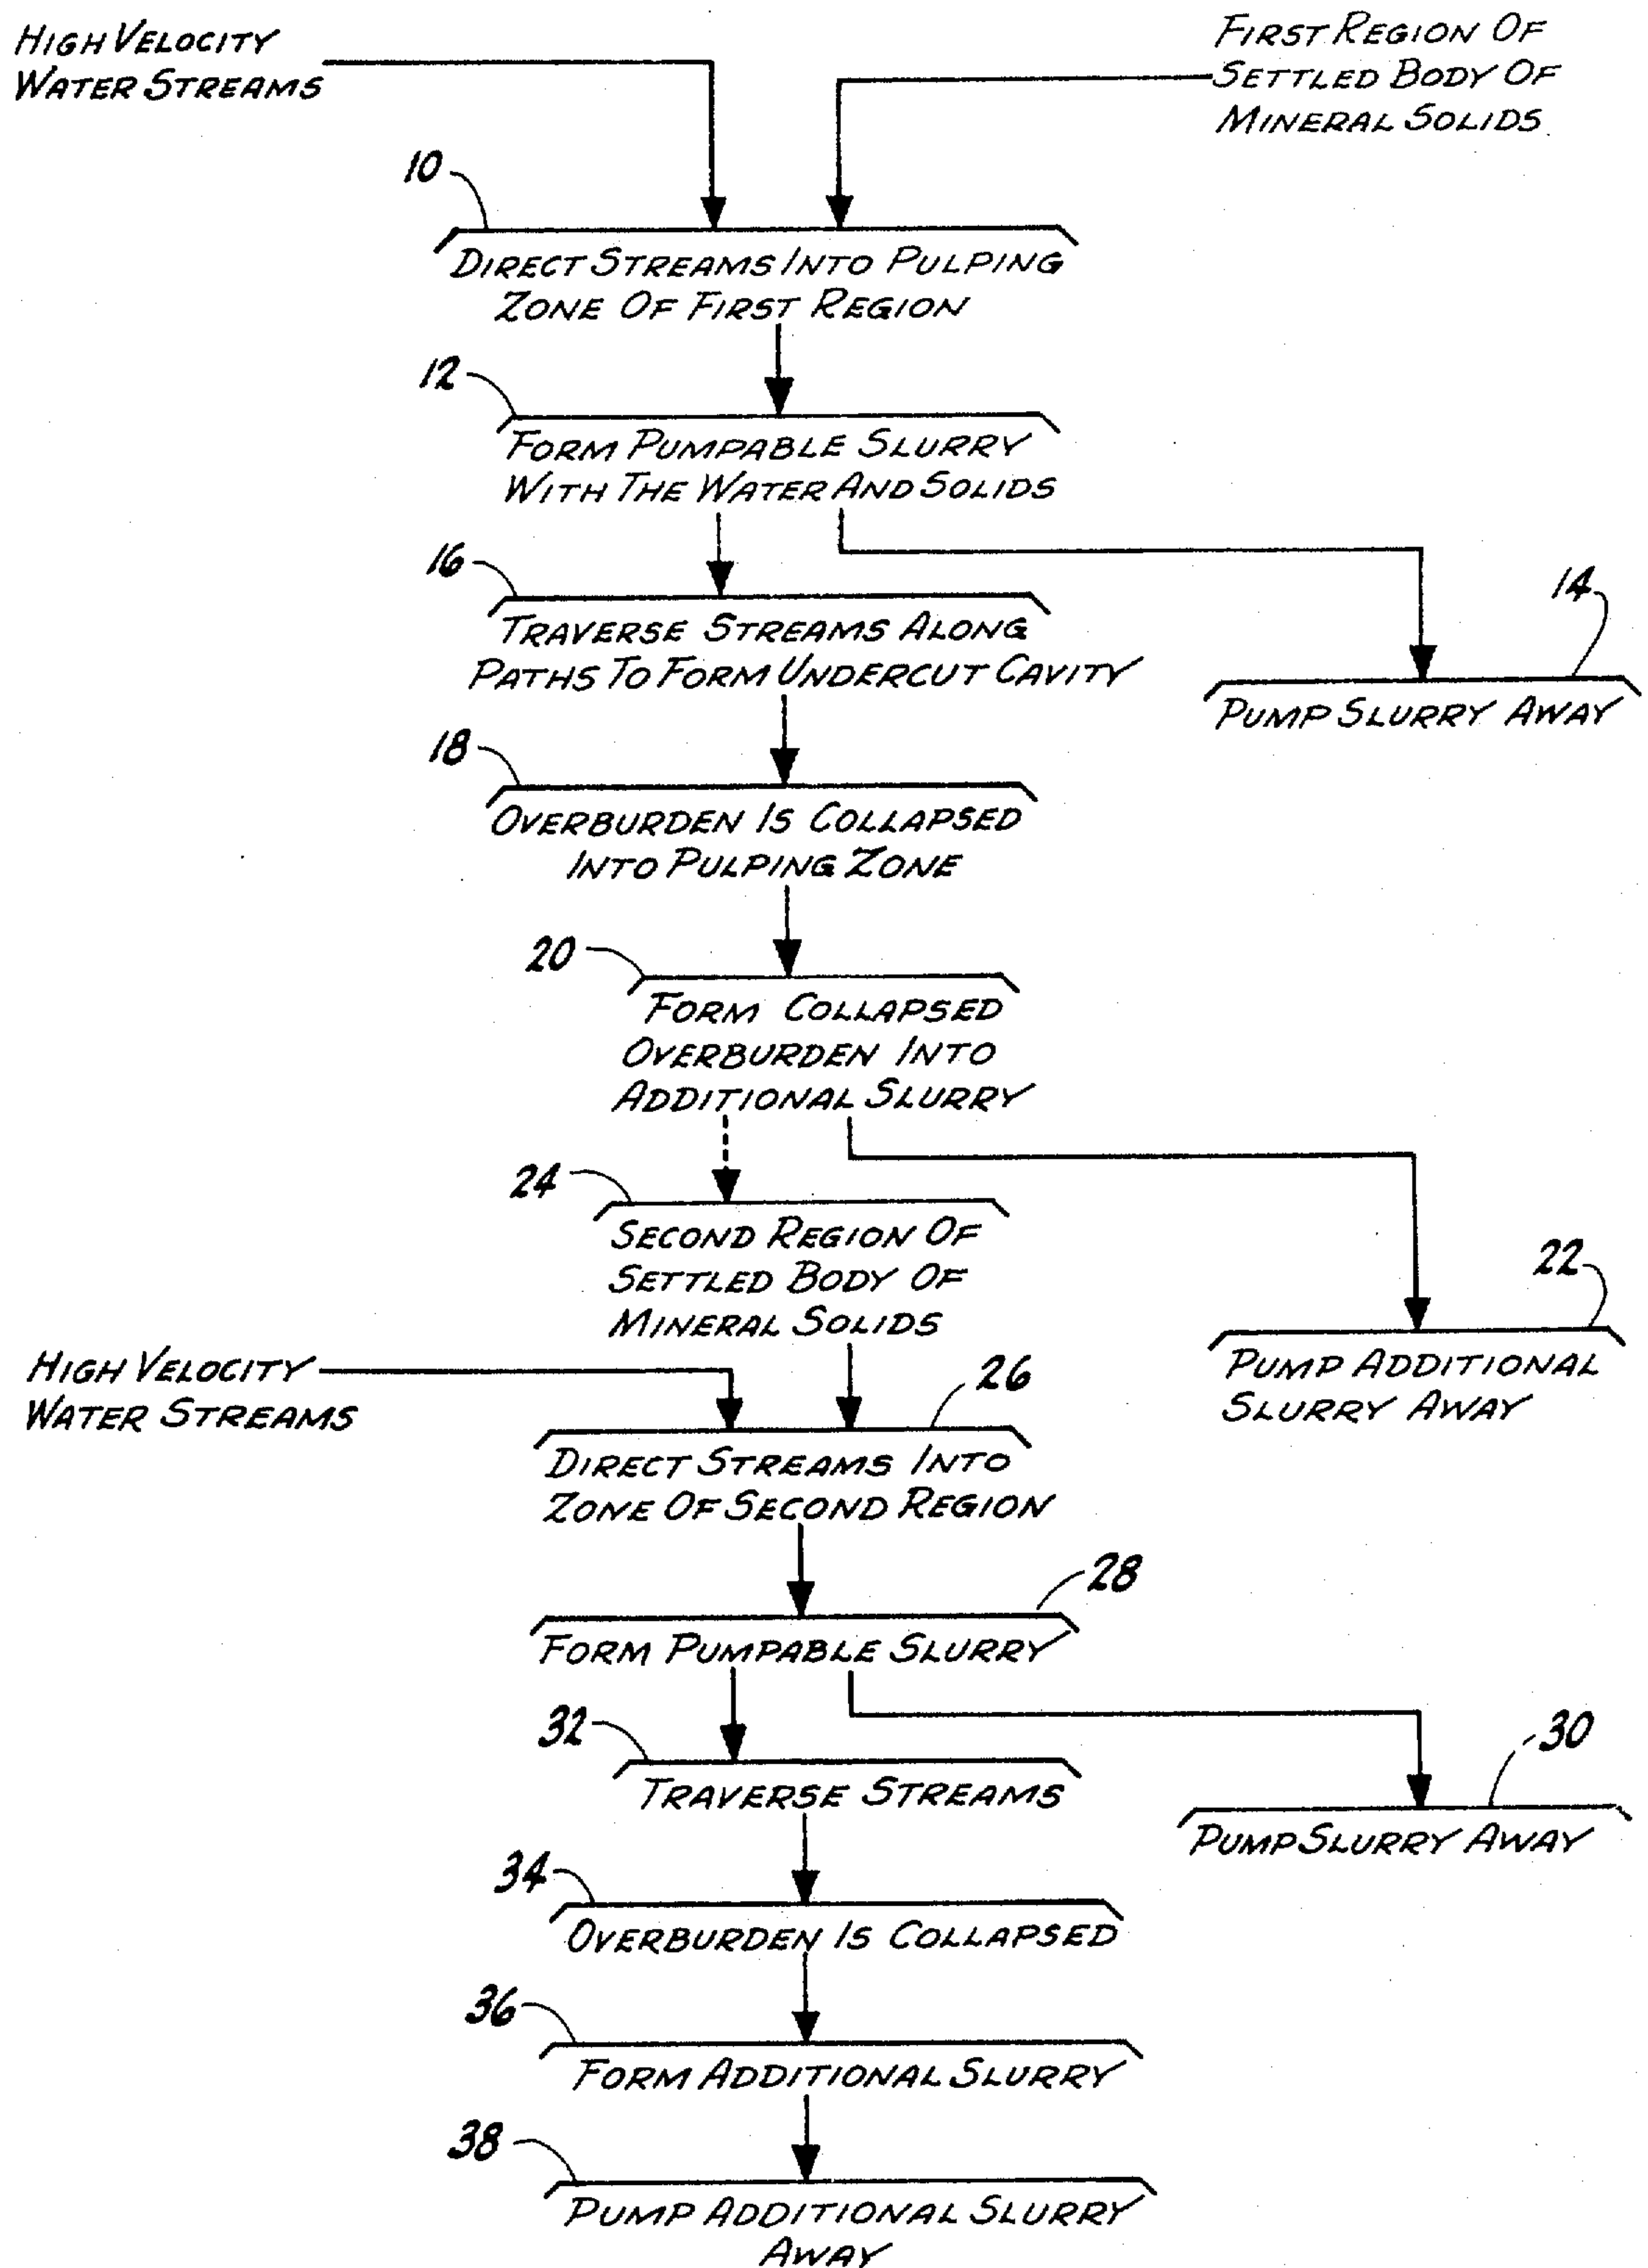 HIGH VELOCITY
WATER STREAMS
FIRST REGION OF
SETTLED BODY OF
MINERAL SOLIDS
10
DIRECT STREAMS INTO PULPING
ZONE OF FIRST REGION
12
FORM PUMPABLE SLURRY
WITH THE WATER AND SOLIDS
16
TRAVERSE STREAMS ALONG
PATHS TO FORM UNDERCUT CAVITY
14
PUMP SLURRY AWAY
18
OVERBURDEN IS COLLAPSED
INTO PULPING ZONE
20
FORM COLLAPSED
OVERBURDEN INTO
ADDITIONAL SLURRY
24
SECOND REGION OF
SETTLED BODY OF
MINERAL SOLIDS
22
PUMP ADDITIONAL
SLURRY AWAY
HIGH VELOCITY
WATER STREAMS
26
DIRECT STREAMS INTO
ZONE OF SECOND REGION
28
FORM PUMPABLE SLURRY
32
TRAVERSE STREAMS
30
PUMP SLURRY AWAY
34
OVERBURDEN IS COLLAPSED
36
FORM ADDITIONAL SLURRY
38
PUMP ADDITIONAL SLURRY
AWAY